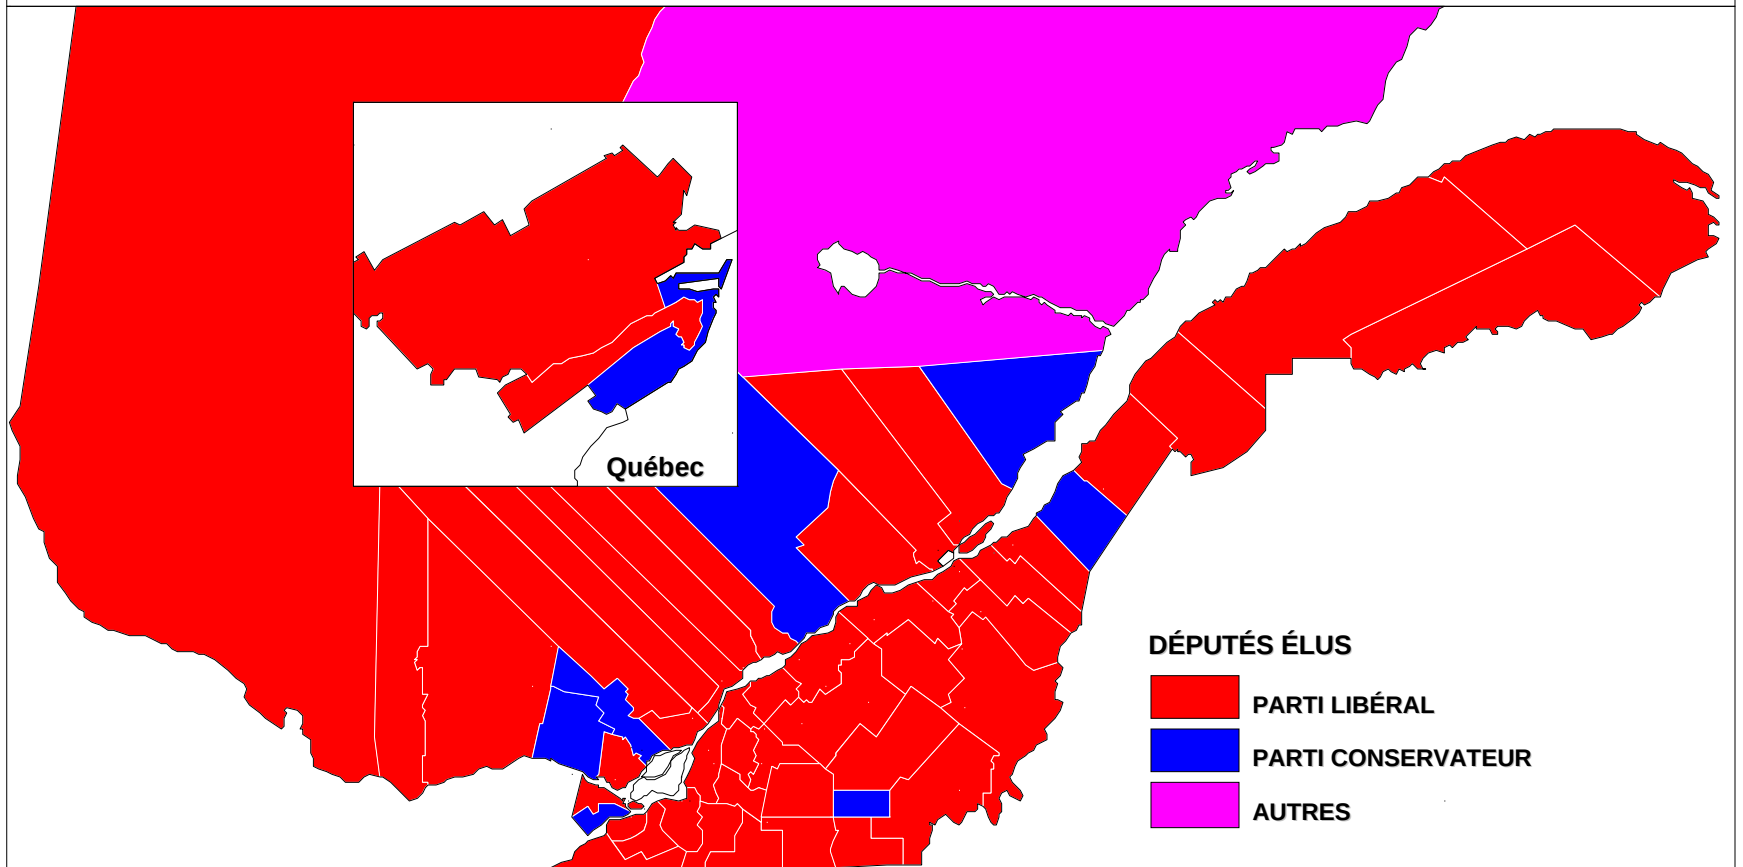 Québec
DÉPUTÉS ÉLUS
PARTI LIBÉRAL
PARTI CONSERVATEUR
AUTRES